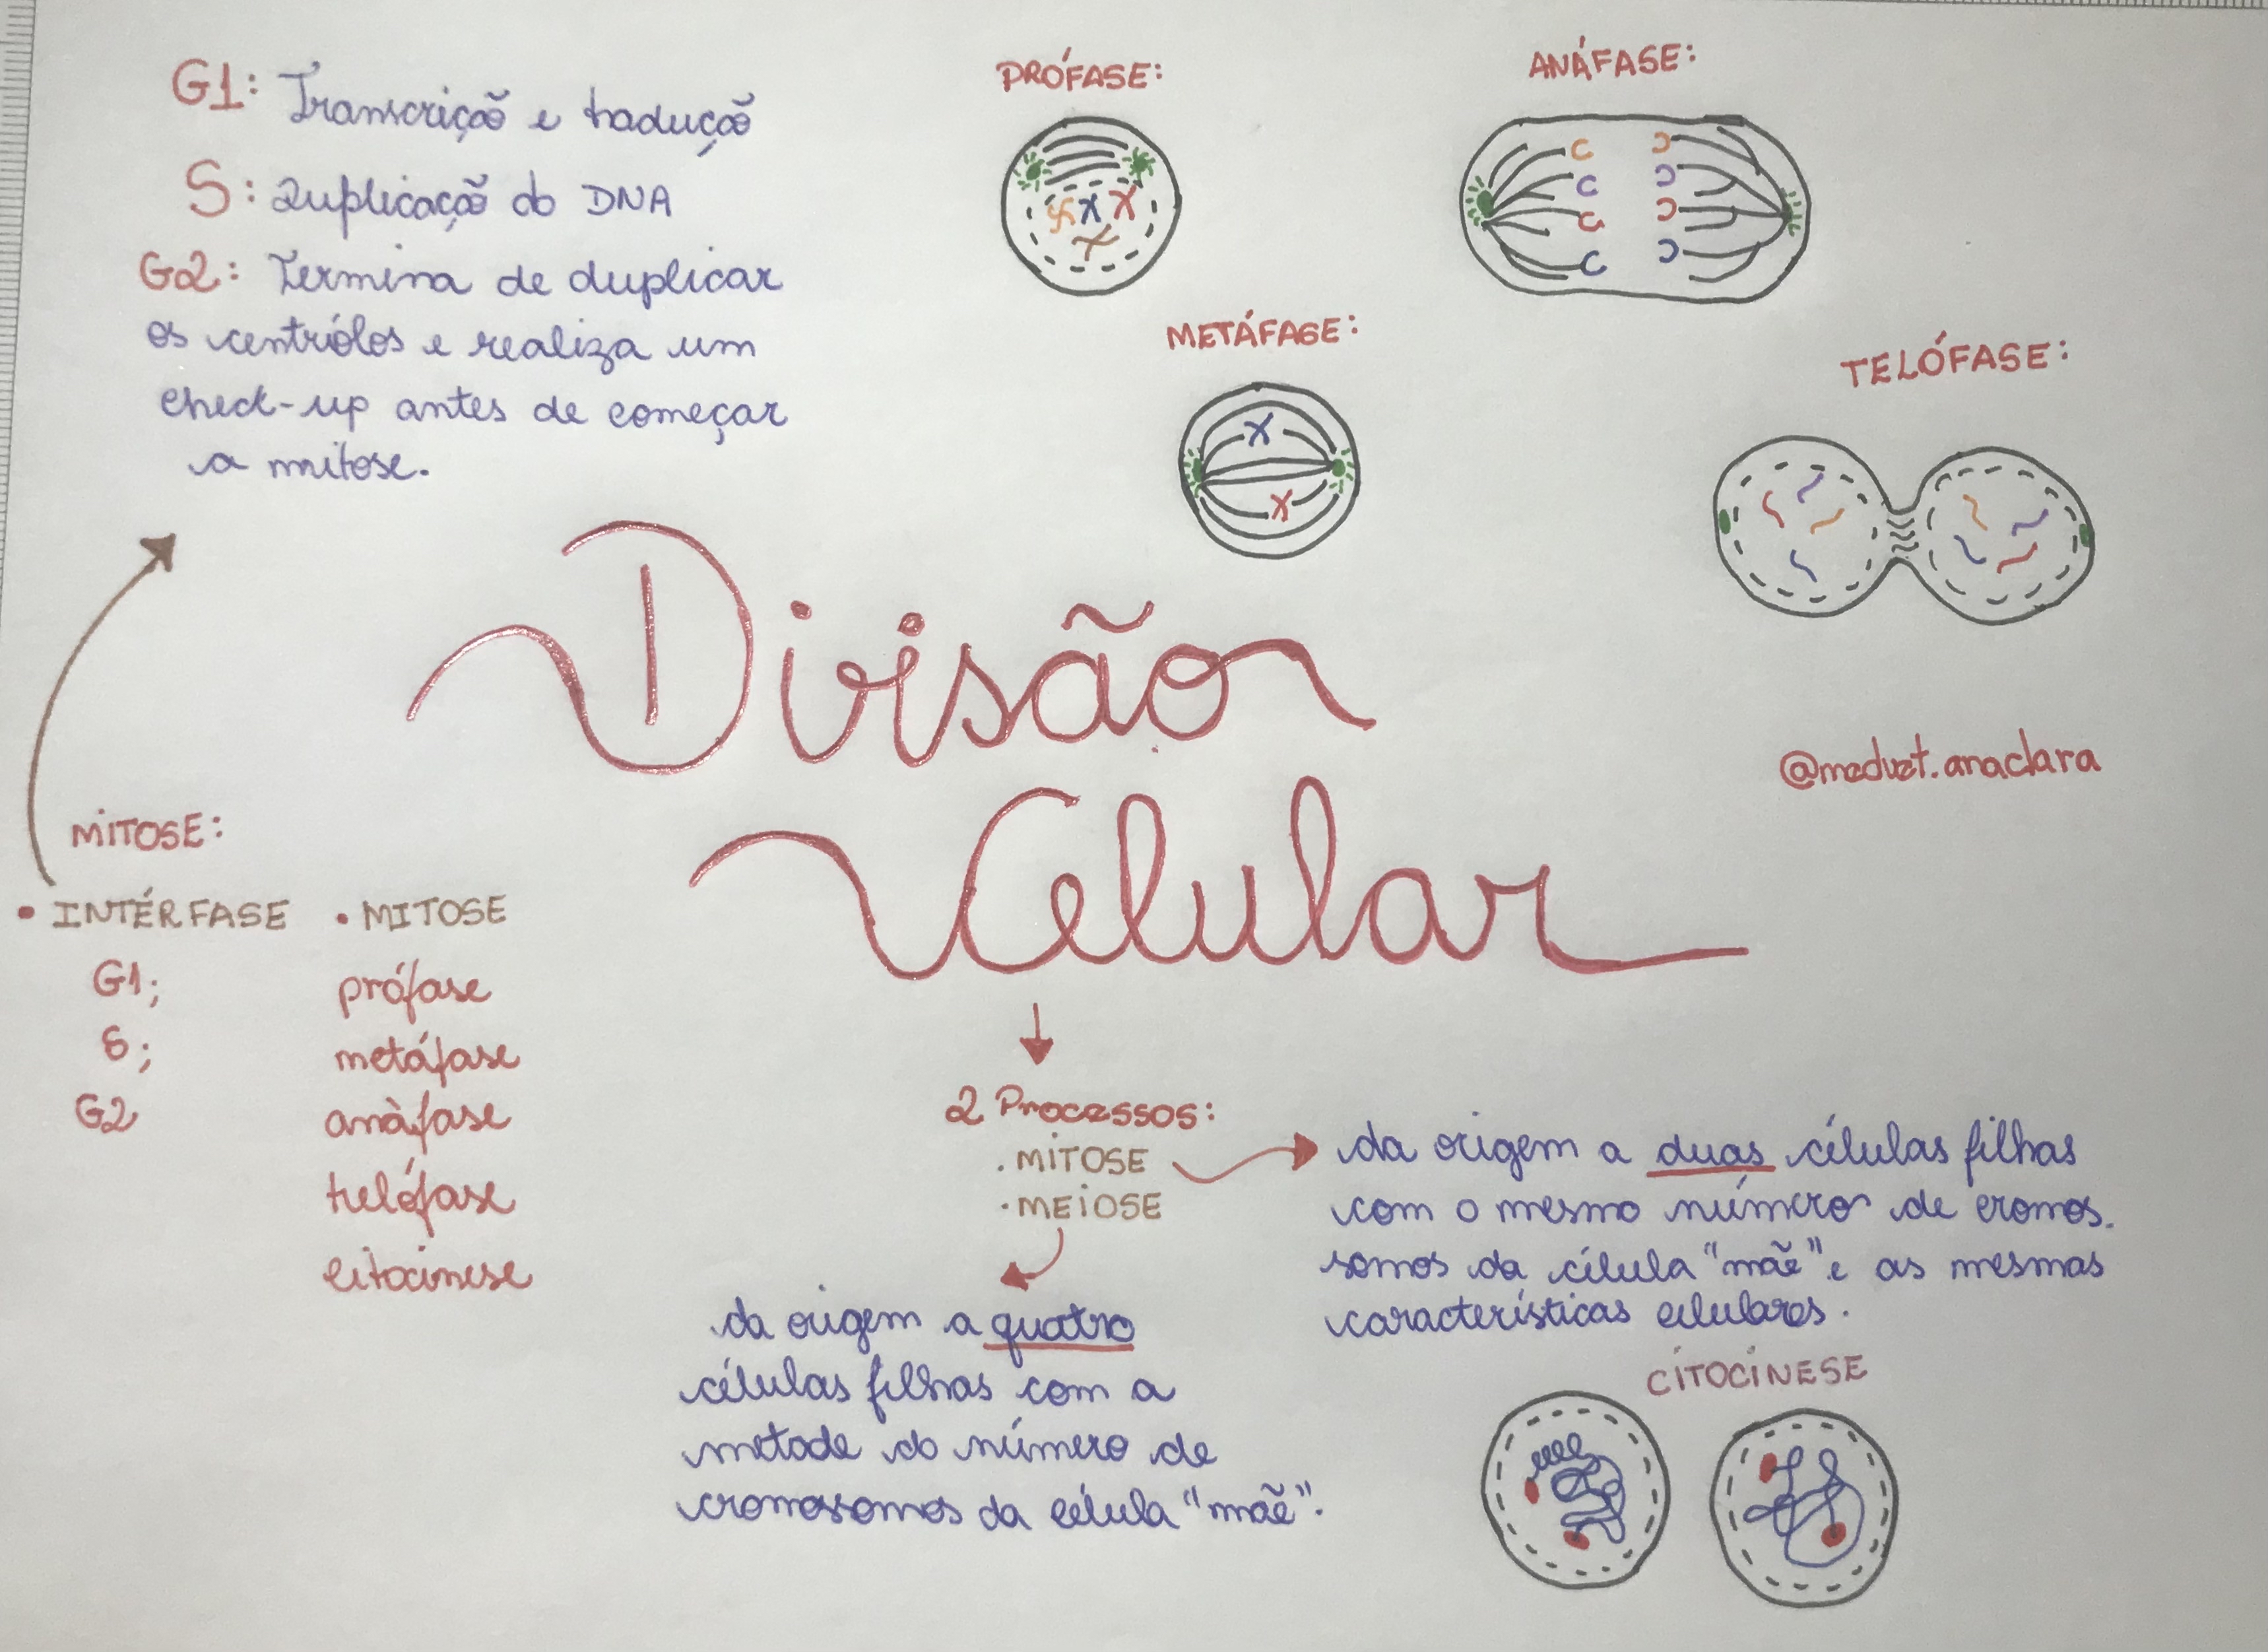 G1: Transcrição e tradução
S: Duplicação do DNA
G2: Termina de duplicar
os centríolos e realiza um
check-up antes de começar
a mitose.
PRÓFASE:
ANÁFASE:
METÁFASE:
TELÓFASE:
Divisão
Celular
@medvet.anaclara
MITOSE:
• INTÉRFASE
G1;
S;
G2
• MITOSE
prófase
metáfase
anàfase
telófase
citocinese
2 Processos:
. MITOSE
. MEIOSE
da origem a duas células filhas
com o mesmo número de cromos.
somos da célula "mãe" e as mesmas
características celulares.
da origem a quatro
células filhas com a
metade do número de
cromossomos da célula "mãe".
CITOCINESE